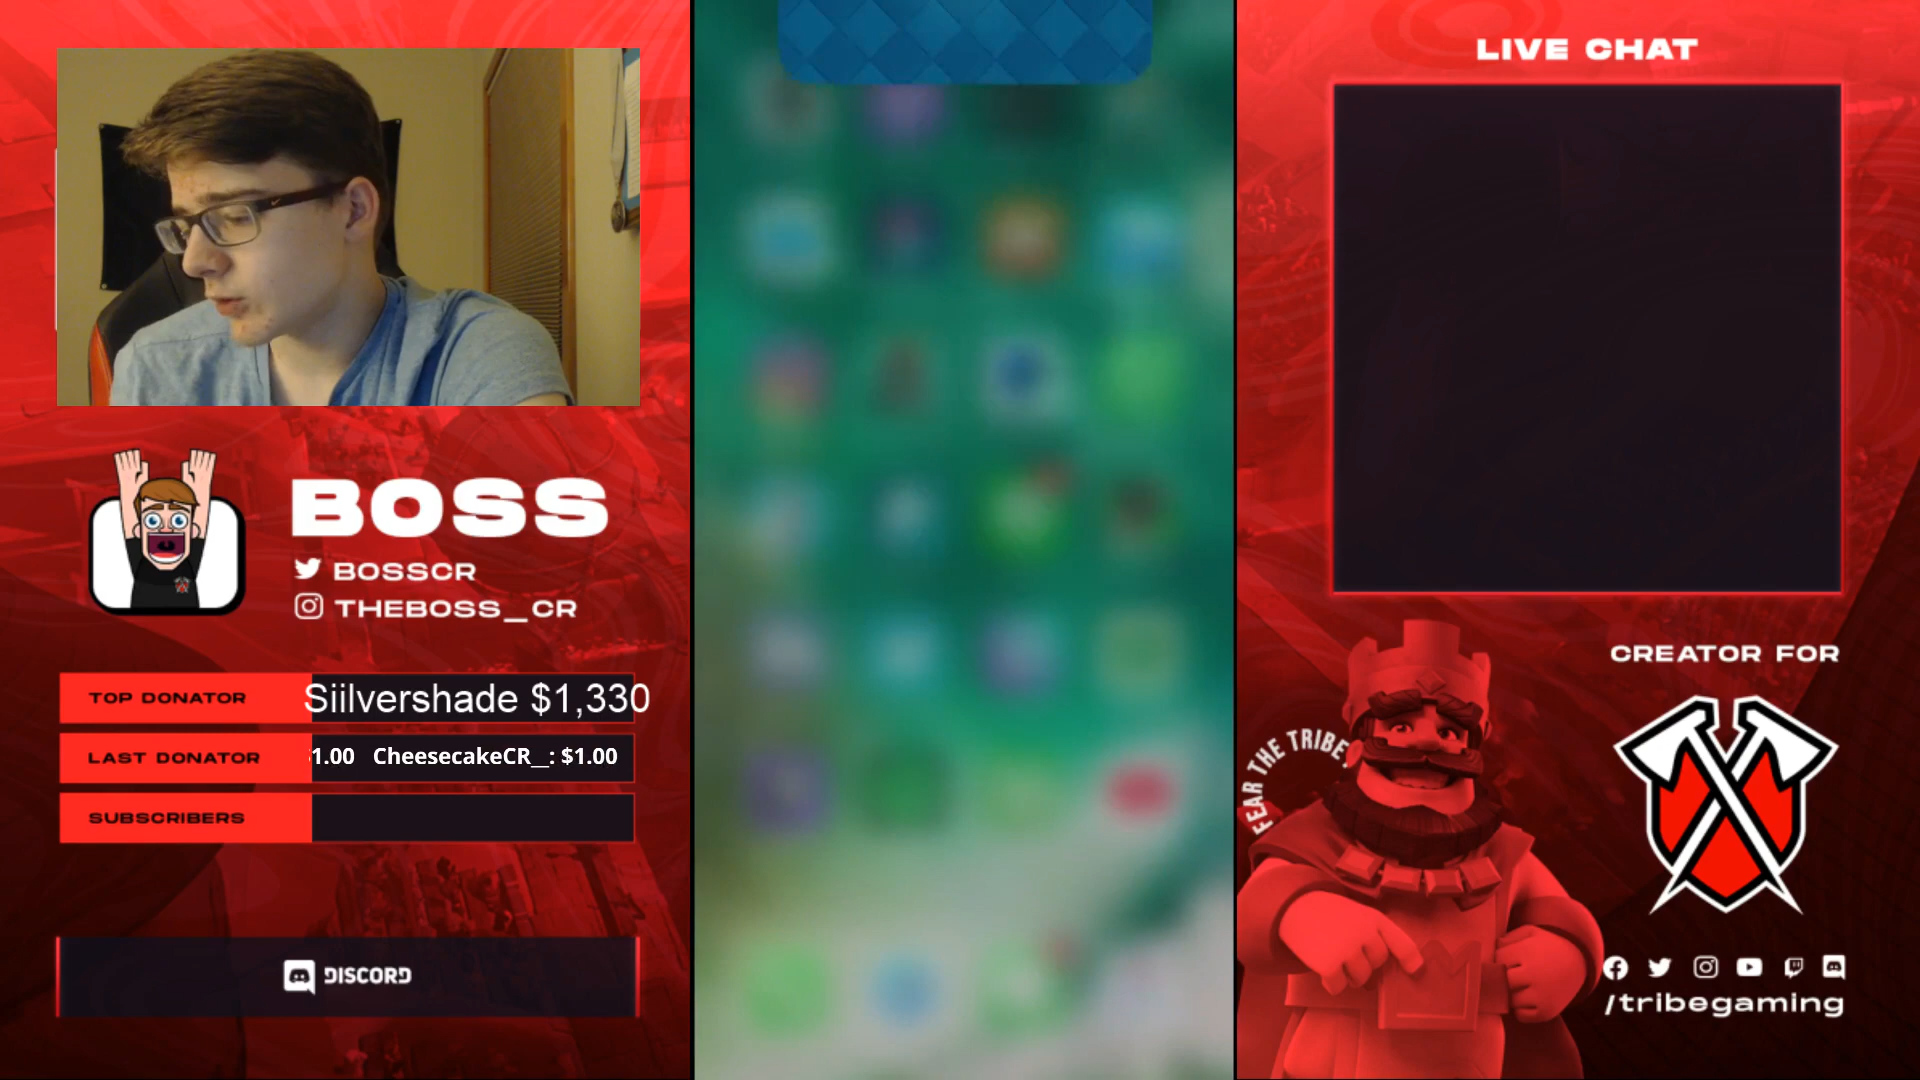 BOSS
BOSSCR
THEBOSS_CR
TOP DONATOR Siilvershade $1,330
LAST DONATOR 1.00 CheesecakeCR__: $1.00
SUBSCRIBERS
DISCORD
LIVE CHAT
FEAR THE TRIBE
CREATOR FOR
/tribegaming